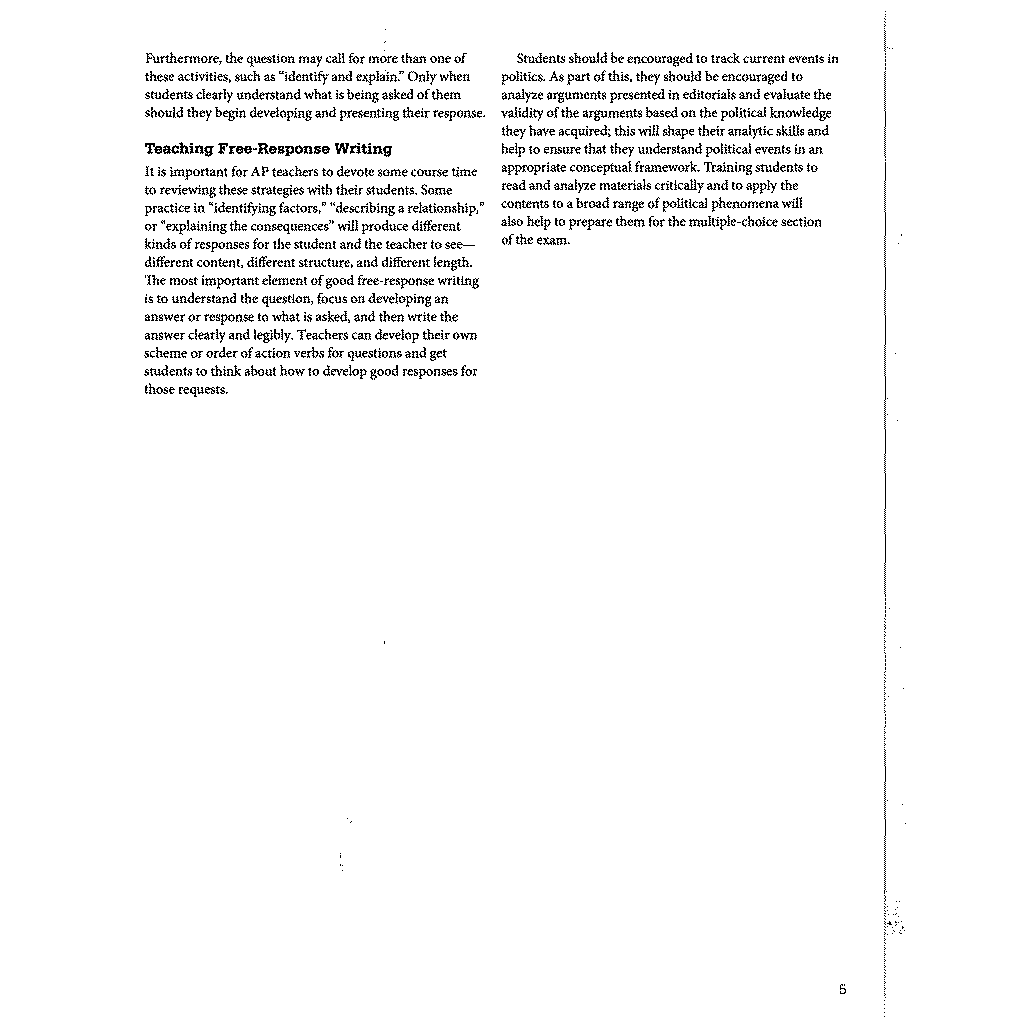 Furthermore, the question may call for more than one of
these activities, such as "identify and explain." Only when
students clearly understand what is being asked of them
should they begin developing and presenting their response.
Teaching Free-Response Writing
It is important for AP teachers to devote some course time
to reviewing these strategies with their students. Some
practice in "identifying factors," "describing a relationship,"
or "explaining the consequences" will produce different
kinds of responses for the student and the teacher to see—
different content, different structure, and different length.
The most important element of good free-response writing
is to understand the question, focus on developing an
answer or response to what is asked, and then write the
answer clearly and legibly. Teachers can develop their own
scheme or order of action verbs for questions and get
students to think about how to develop good responses for
those requests.
Students should be encouraged to track current events in
politics. As part of this, they should be encouraged to
analyze arguments presented in editorials and evaluate the
validity of the arguments based on the political knowledge
they have acquired; this will shape their analytic skills and
help to ensure that they understand political events in an
appropriate conceptual framework. Training students to
read and analyze materials critically and to apply the
contents to a broad range of political phenomena will
also help to prepare them for the multiple-choice section
of the exam.
5